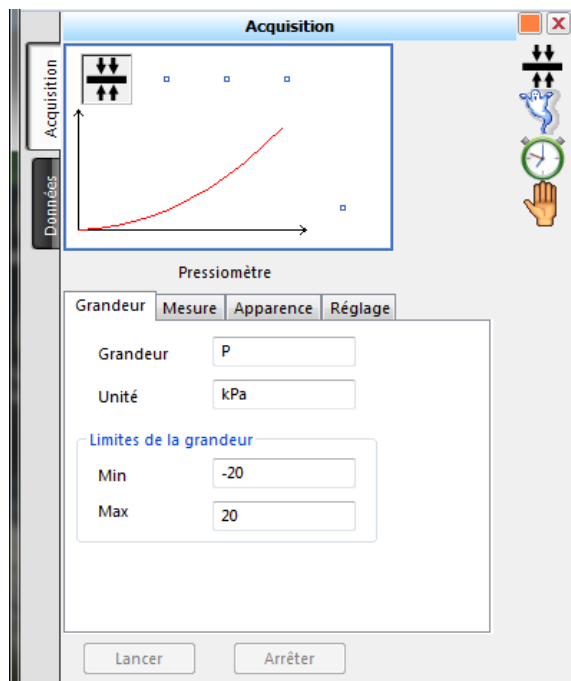 Acquisition
Acquisition
Données
Pressiomètre
Grandeur Mesure Apparence Réglage
Grandeur P
Unité kPa
Limites de la grandeur
Min -20
Max 20
Lancer Arrêter